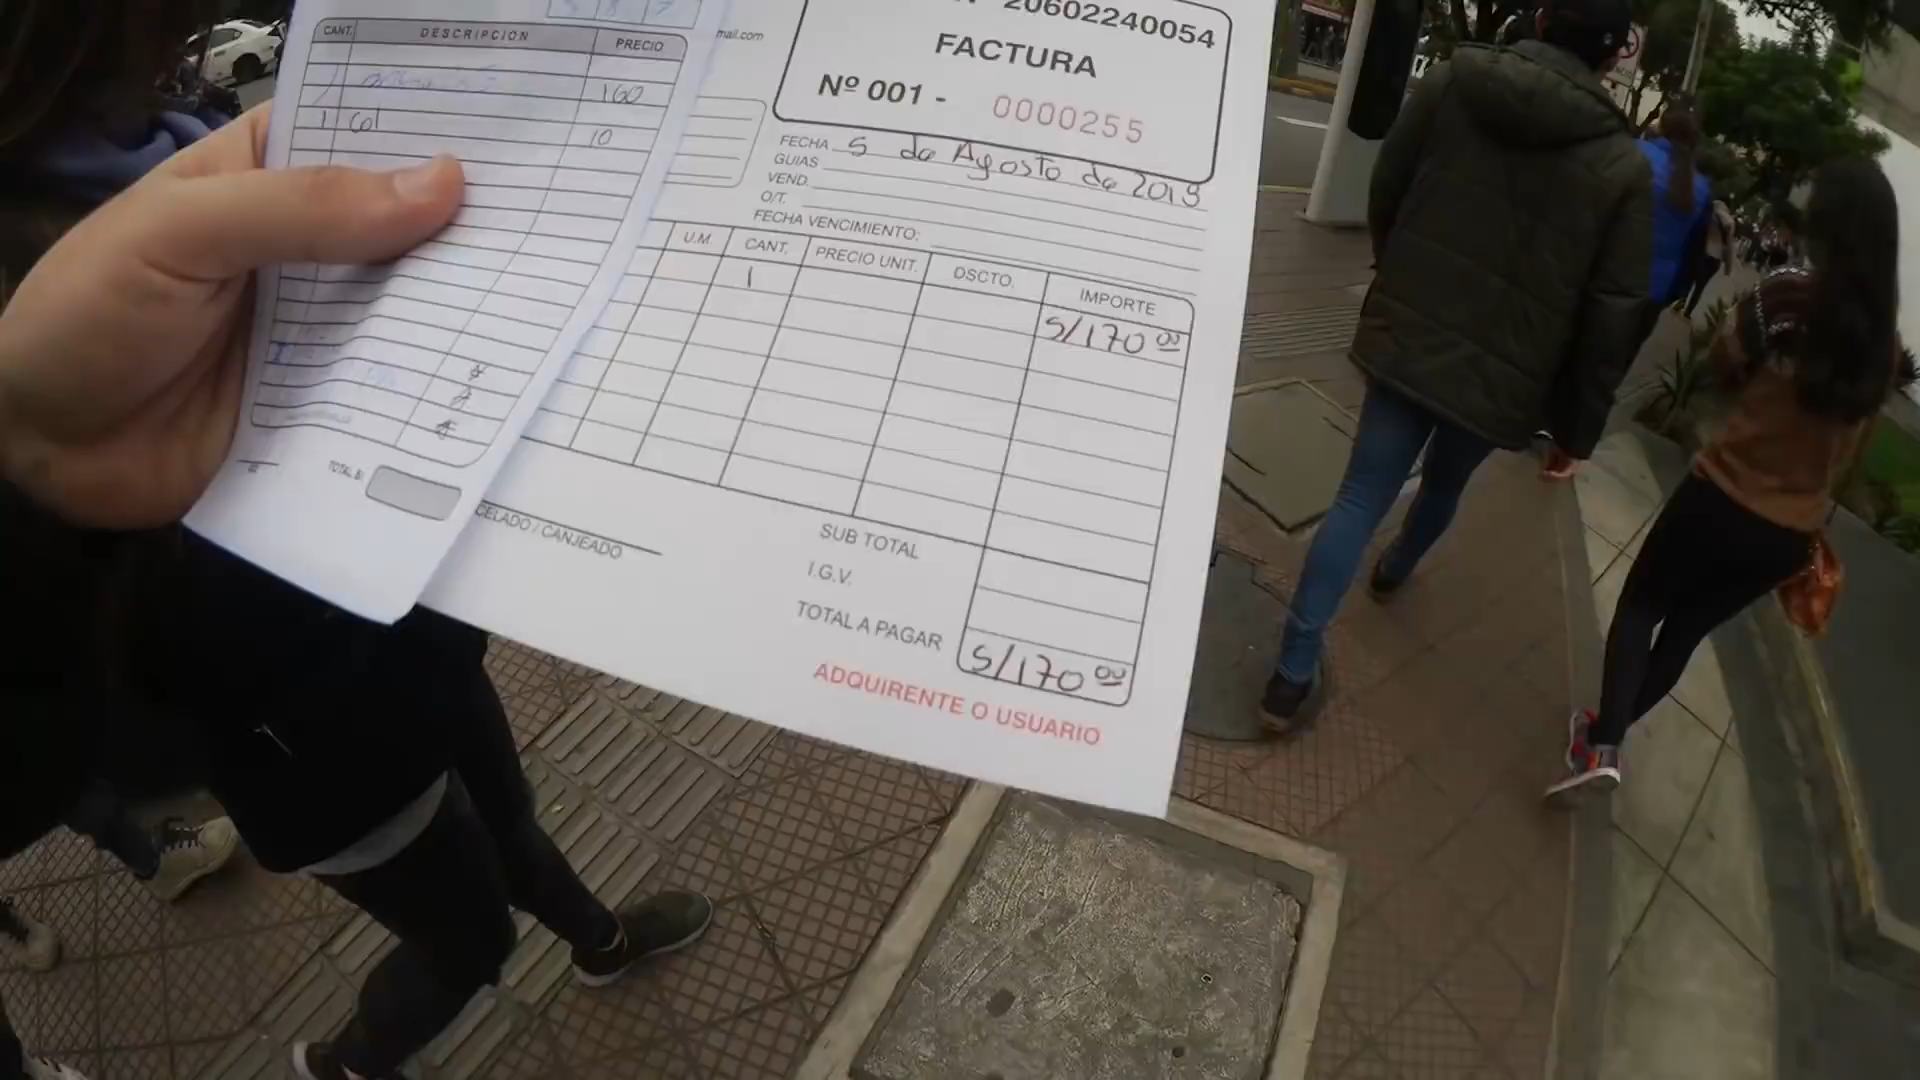 CANT. DESCRIPCION PRECIO
160
1 Col 10
TOTAL S/
mail.com
20602240054
FACTURA
Nº 001 - 0000255
FECHA 5 de Agosto de 2019
GUIAS
VEND.
O/T.
FECHA VENCIMIENTO:
U.M. CANT. PRECIO UNIT. DSCTO. IMPORTE
1 S/170 00
CELADO / CANJEADO
SUB TOTAL
I.G.V.
TOTAL A PAGAR S/170 00
ADQUIRENTE O USUARIO